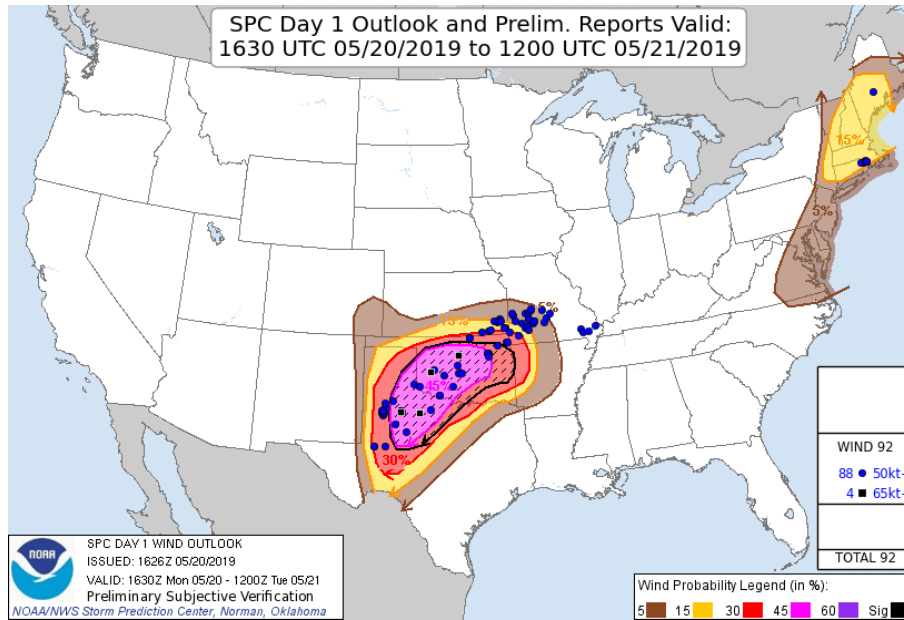 SPC Day 1 Outlook and Prelim. Reports Valid:
1630 UTC 05/20/2019 to 1200 UTC 05/21/2019
15%
5%
5%
15%
45%
30%
WIND 92
88 50kt+
4 65kt+
TOTAL 92
NOAA
SPC DAY 1 WIND OUTLOOK
ISSUED: 1626Z 05/20/2019
VALID: 1630Z Mon 05/20 - 1200Z Tue 05/21
Preliminary Subjective Verification
NOAA/NWS Storm Prediction Center, Norman, Oklahoma
Wind Probability Legend (in %):
5 15 30 45 60 Sig